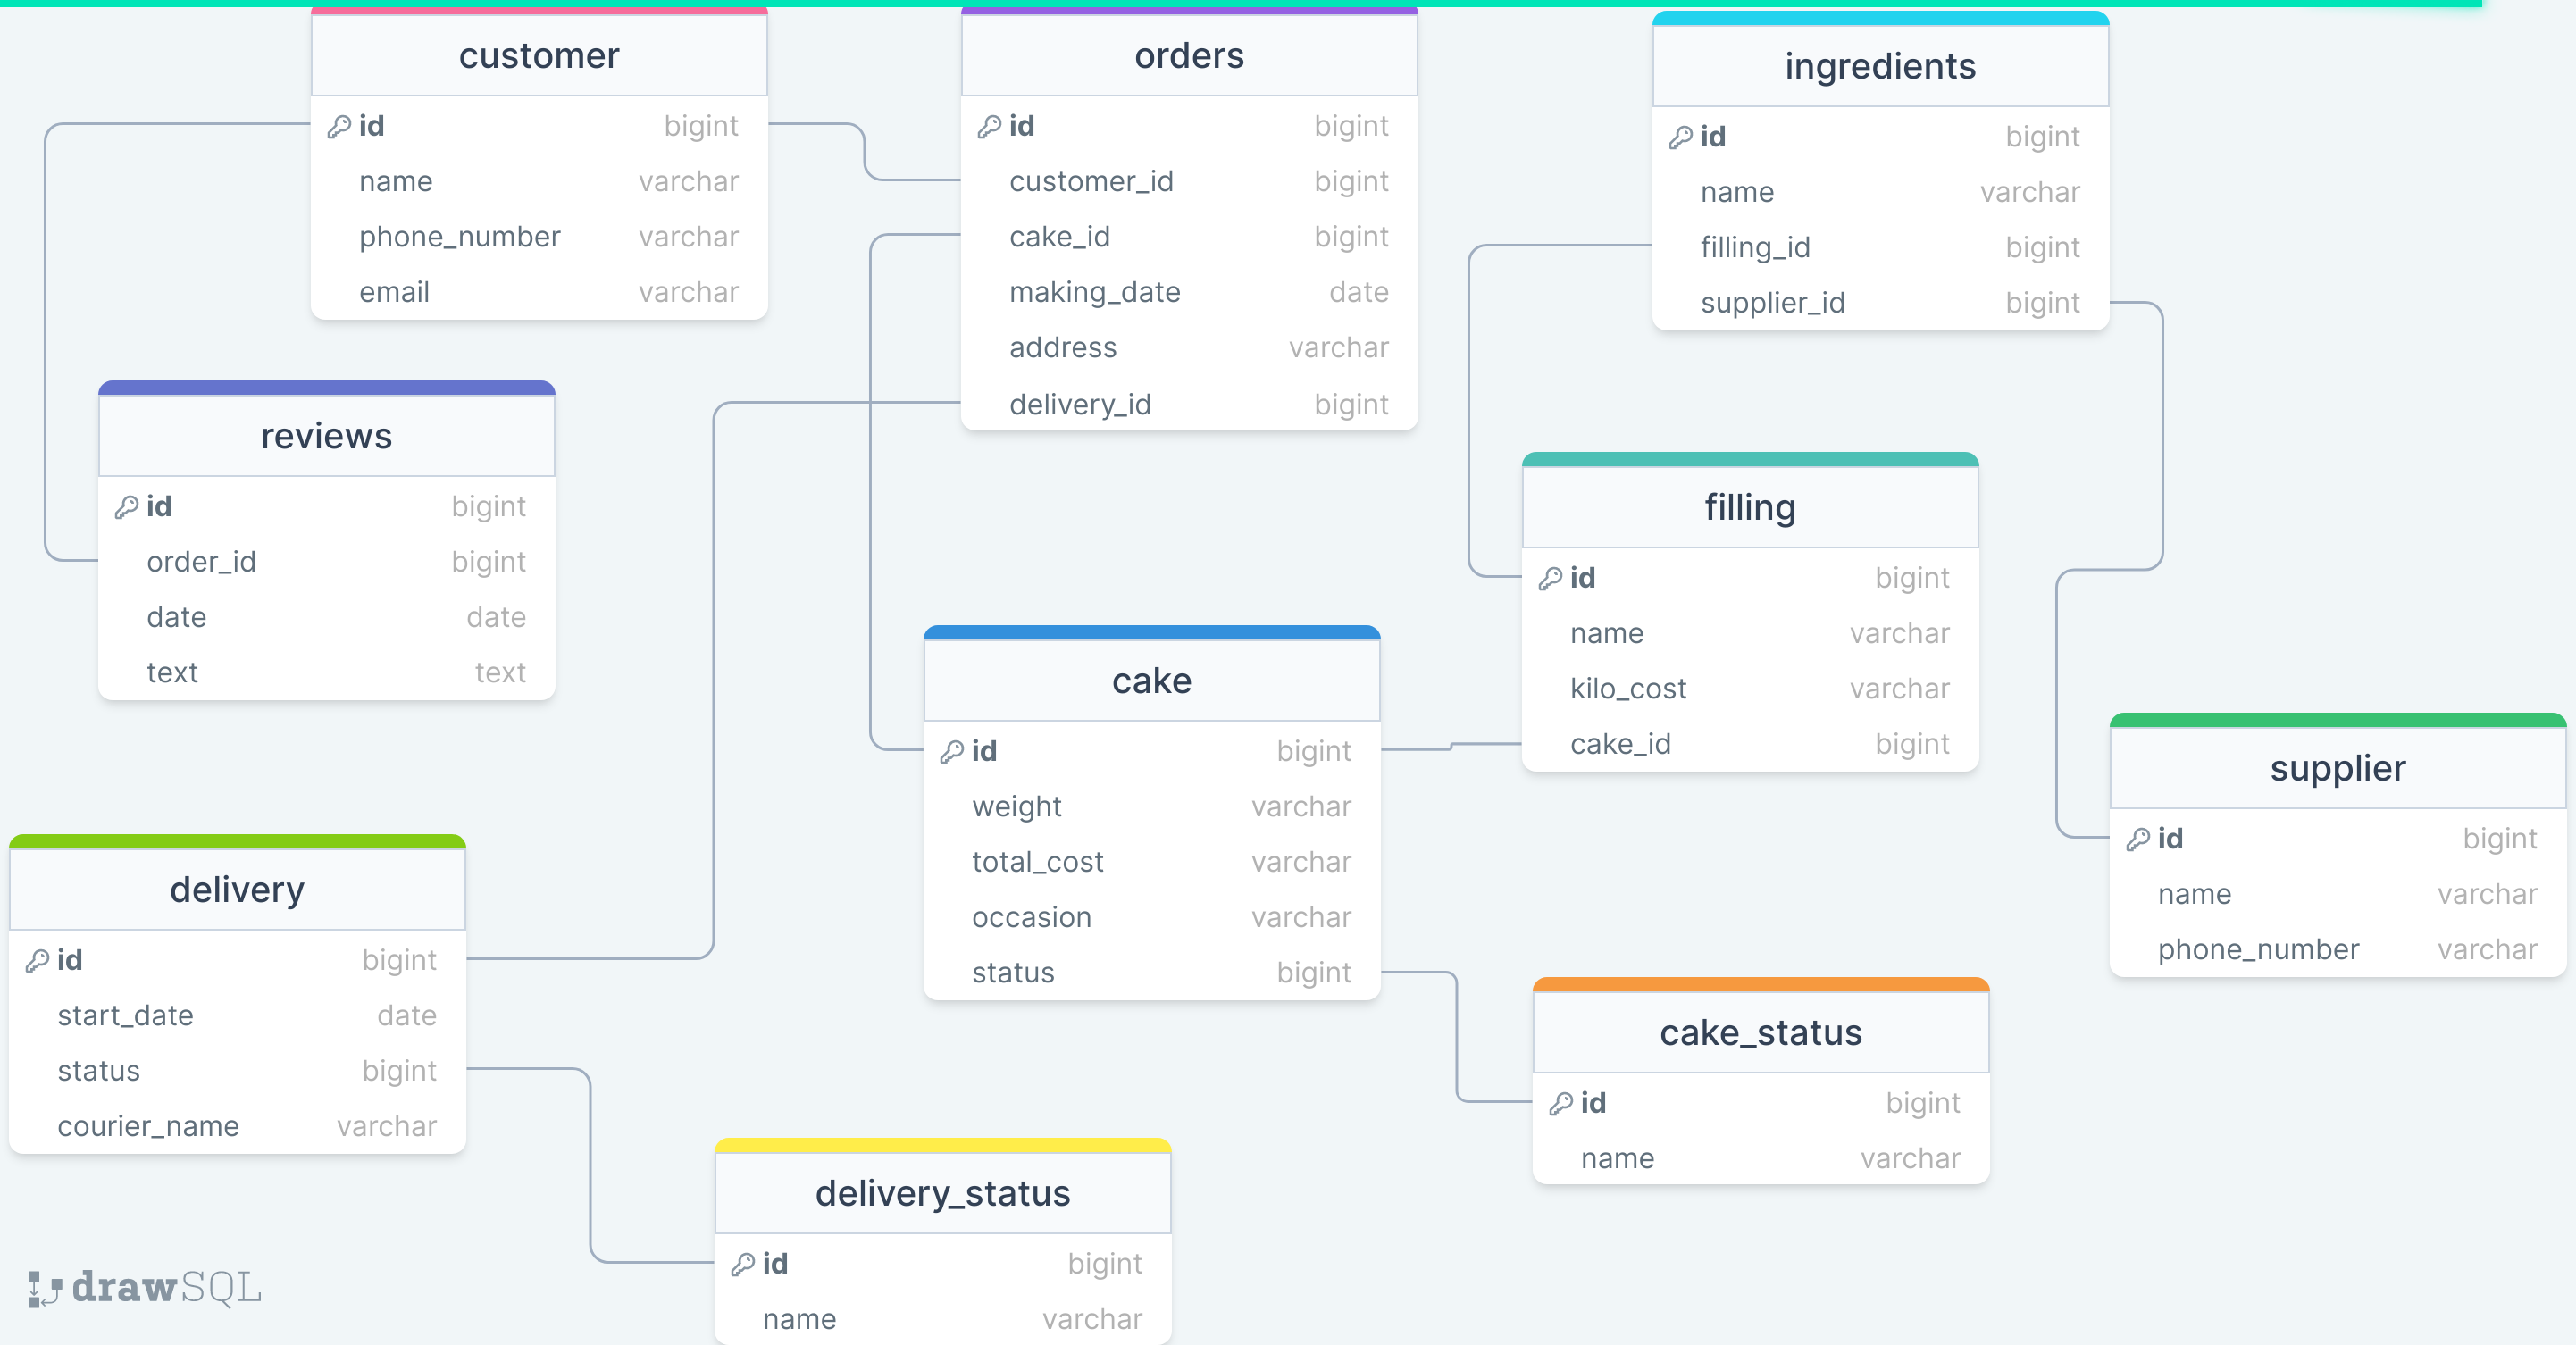 customer
id bigint
name varchar
phone_number varchar
email varchar
orders
id bigint
customer_id bigint
cake_id bigint
making_date date
address varchar
delivery_id bigint
ingredients
id bigint
name varchar
filling_id bigint
supplier_id bigint
reviews
id bigint
order_id bigint
date date
text text
filling
id bigint
name varchar
kilo_cost varchar
cake_id bigint
cake
id bigint
weight varchar
total_cost varchar
occasion varchar
status bigint
supplier
id bigint
name varchar
phone_number varchar
delivery
id bigint
start_date date
status bigint
courier_name varchar
cake_status
id bigint
name varchar
delivery_status
id bigint
name varchar
drawSQL